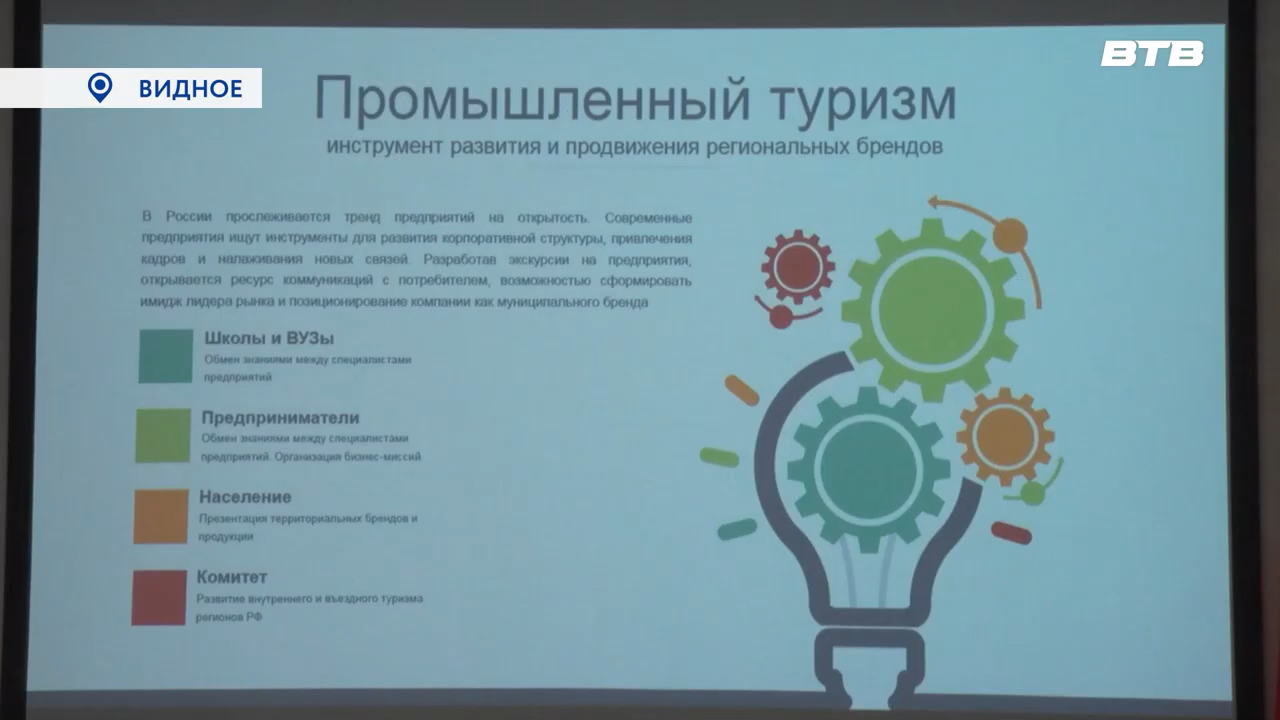 ВТВ
ВИДНОЕ
Промышленный туризм
инструмент развития и продвижения региональных брендов
В России прослеживается тренд предприятий на открытость. Современные
предприятия ищут инструменты для развития корпоративной структуры, привлечения
кадров и налаживания новых связей. Разработав экскурсии на предприятия,
открывается ресурс коммуникаций с потребителем, возможностью сформировать
имидж лидера рынка и позиционирование компании как муниципального бренда
Школы и ВУЗы
Обмен знаниями между специалистами
предприятий
Предприниматели
Обмен знаниями между специалистами
предприятий. Организация бизнес-миссий
Население
Презентация территориальных брендов и
продукции
Комитет
Развитие внутреннего и въездного туризма
регионов РФ